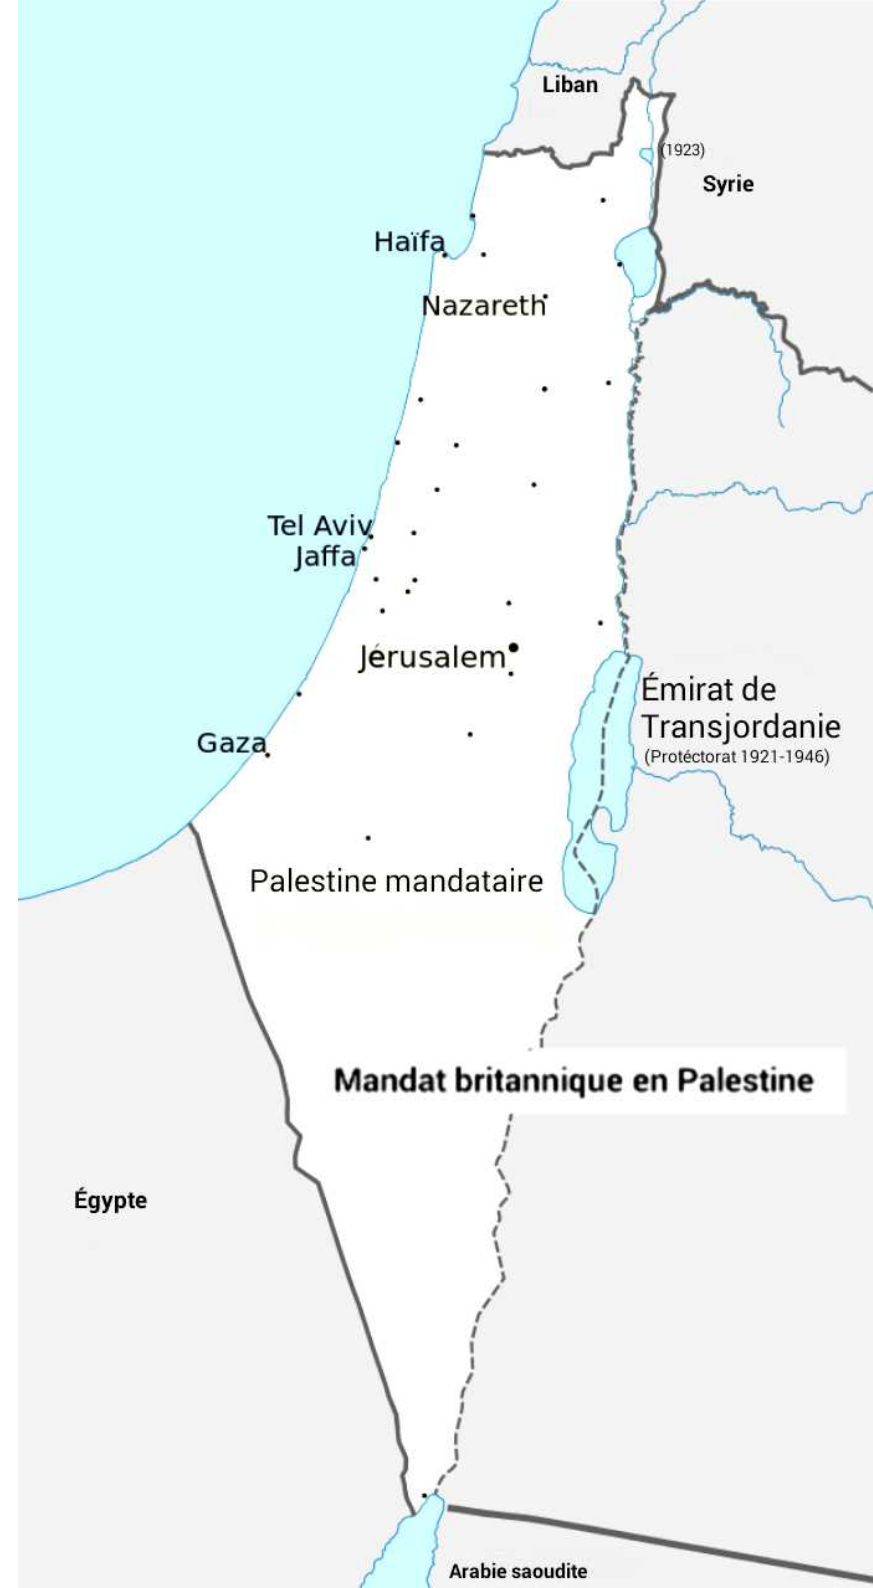 Liban
(1923)
Syrie
Haïfa
Nazareth
Tel Aviv
Jaffa
Jérusalem
Émirat de
Transjordanie
(Protéctorat 1921-1946)
Gaza
Palestine mandataire
Mandat britannique en Palestine
Égypte
Arabie saoudite